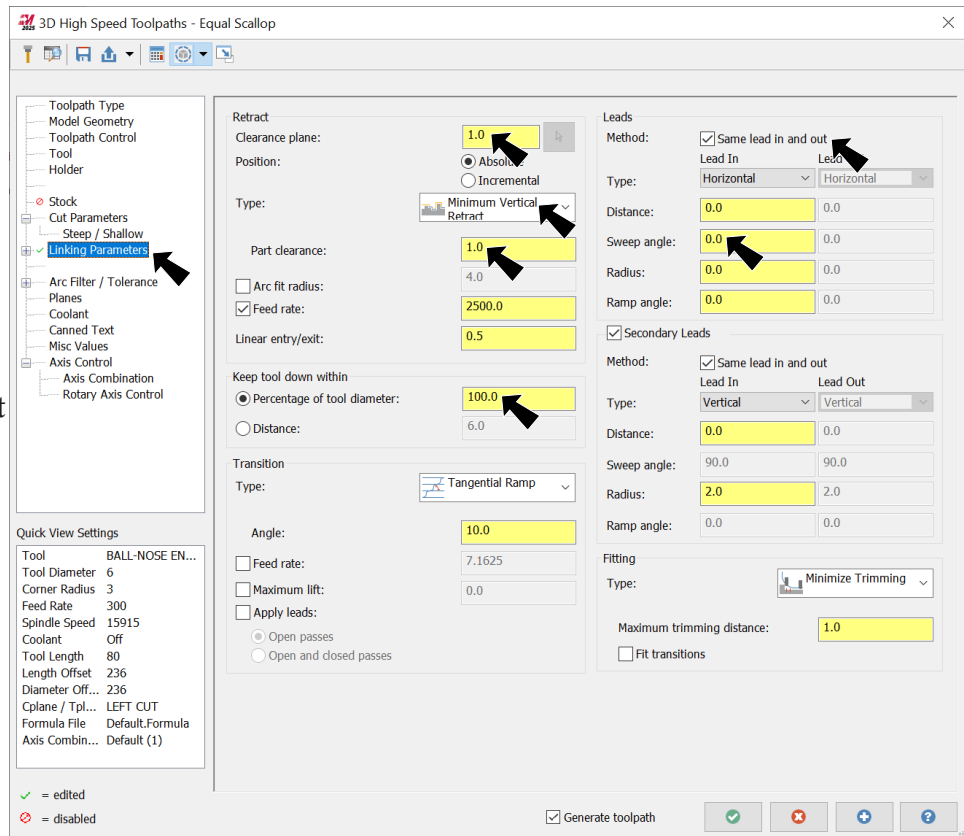 3D High Speed Toolpaths - Equal Scallop
Toolpath Type
Model Geometry
Toolpath Control
Tool
Holder
Stock
Cut Parameters
Steep / Shallow
Linking Parameters
Arc Filter / Tolerance
Planes
Coolant
Canned Text
Misc Values
Axis Control
Axis Combination
Rotary Axis Control
t
Quick View Settings
Tool BALL-NOSE EN...
Tool Diameter 6
Corner Radius 3
Feed Rate 300
Spindle Speed 15915
Coolant Off
Tool Length 80
Length Offset 236
Diameter Off... 236
Cplane / Tpl... LEFT CUT
Formula File Default.Formula
Axis Combin... Default (1)
= edited
= disabled
Retract
Clearance plane: 1.0
Position: Absolute
Incremental
Type: Minimum Vertical
Retract
Part clearance: 1.0
Arc fit radius: 4.0
Feed rate: 2500.0
Linear entry/exit: 0.5
Keep tool down within
Percentage of tool diameter: 100.0
Distance: 6.0
Transition
Type: Tangential Ramp
Angle: 10.0
Feed rate: 7.1625
Maximum lift: 0.0
Apply leads:
Open passes
Open and closed passes
Leads
Method: Same lead in and out
Lead In Lead
Type: Horizontal Horizontal
Distance: 0.0 0.0
Sweep angle: 0.0 0.0
Radius: 0.0 0.0
Ramp angle: 0.0 0.0
Secondary Leads
Method: Same lead in and out
Lead In Lead Out
Type: Vertical Vertical
Distance: 0.0 0.0
Sweep angle: 90.0 90.0
Radius: 2.0 2.0
Ramp angle: 0.0 0.0
Fitting
Type: Minimize Trimming
Maximum trimming distance: 1.0
Fit transitions
Generate toolpath